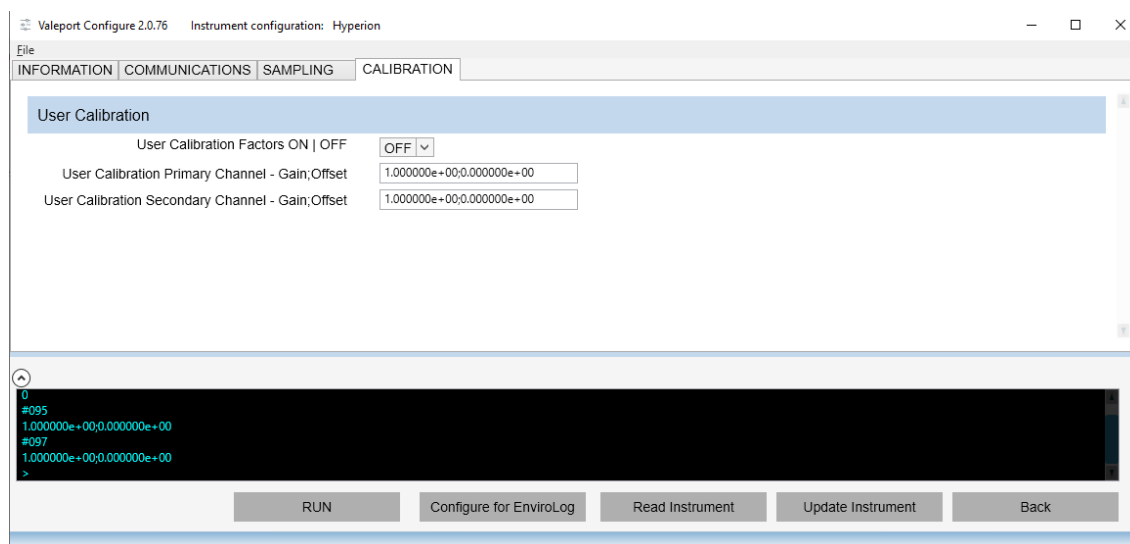 Valeport Configure 2.0.76 Instrument configuration: Hyperion
File
INFORMATION COMMUNICATIONS SAMPLING CALIBRATION
User Calibration
User Calibration Factors ON | OFF OFF
User Calibration Primary Channel - Gain;Offset 1.000000e+00;0.000000e+00
User Calibration Secondary Channel - Gain;Offset 1.000000e+00;0.000000e+00
0
#095
1.000000e+00;0.000000e+00
#097
1.000000e+00;0.000000e+00
>
RUN Configure for EnviroLog Read Instrument Update Instrument Back